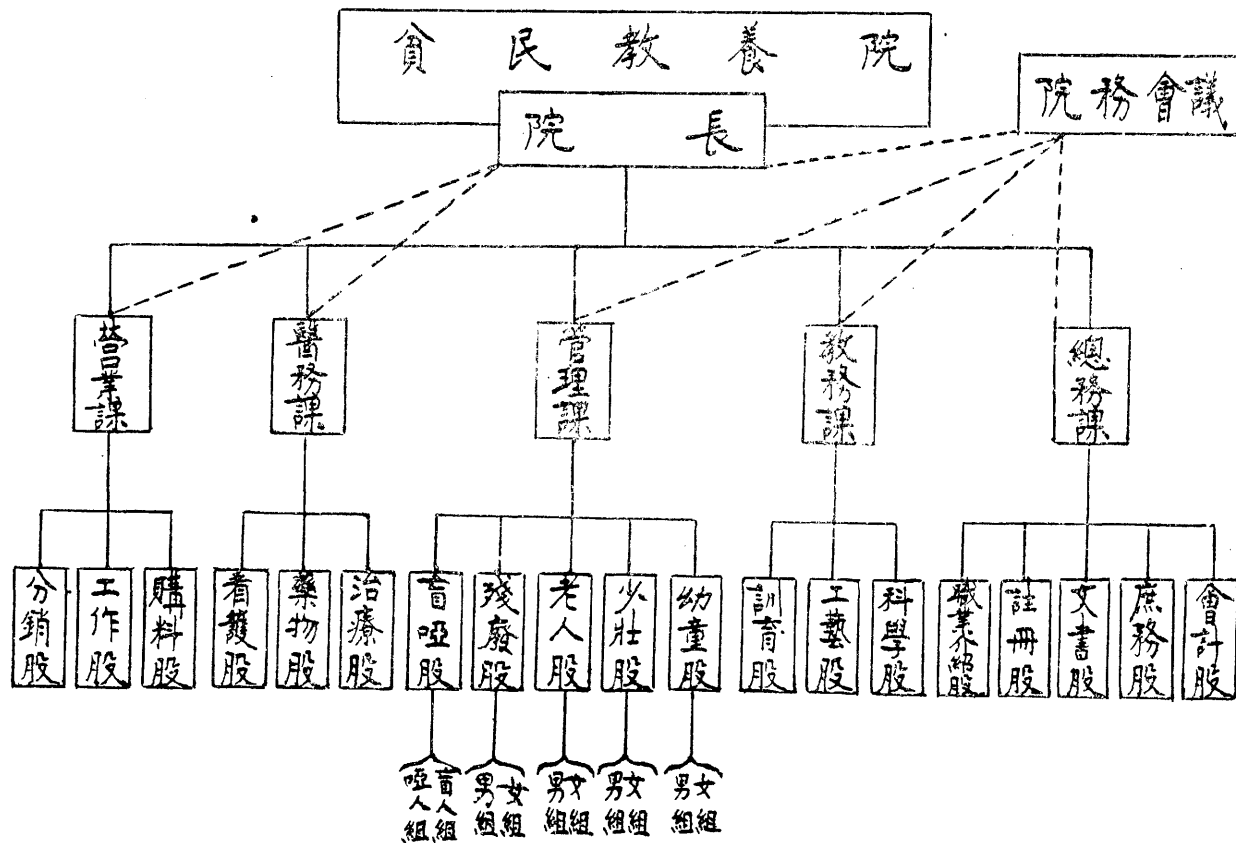 貧民教養院
院長
院務會議
營業課
醫務課
管理課
教務課
總務課
分銷股
工作股
購料股
看護股
藥物股
治療股
盲啞股
殘廢股
老人股
少壯股
幼童股
訓育股
工藝股
科學股
職業介紹股
註冊股
文書股
庶務股
會計股
啞人組
盲人組
男組
女組
男組
女組
男組
女組
男組
女組